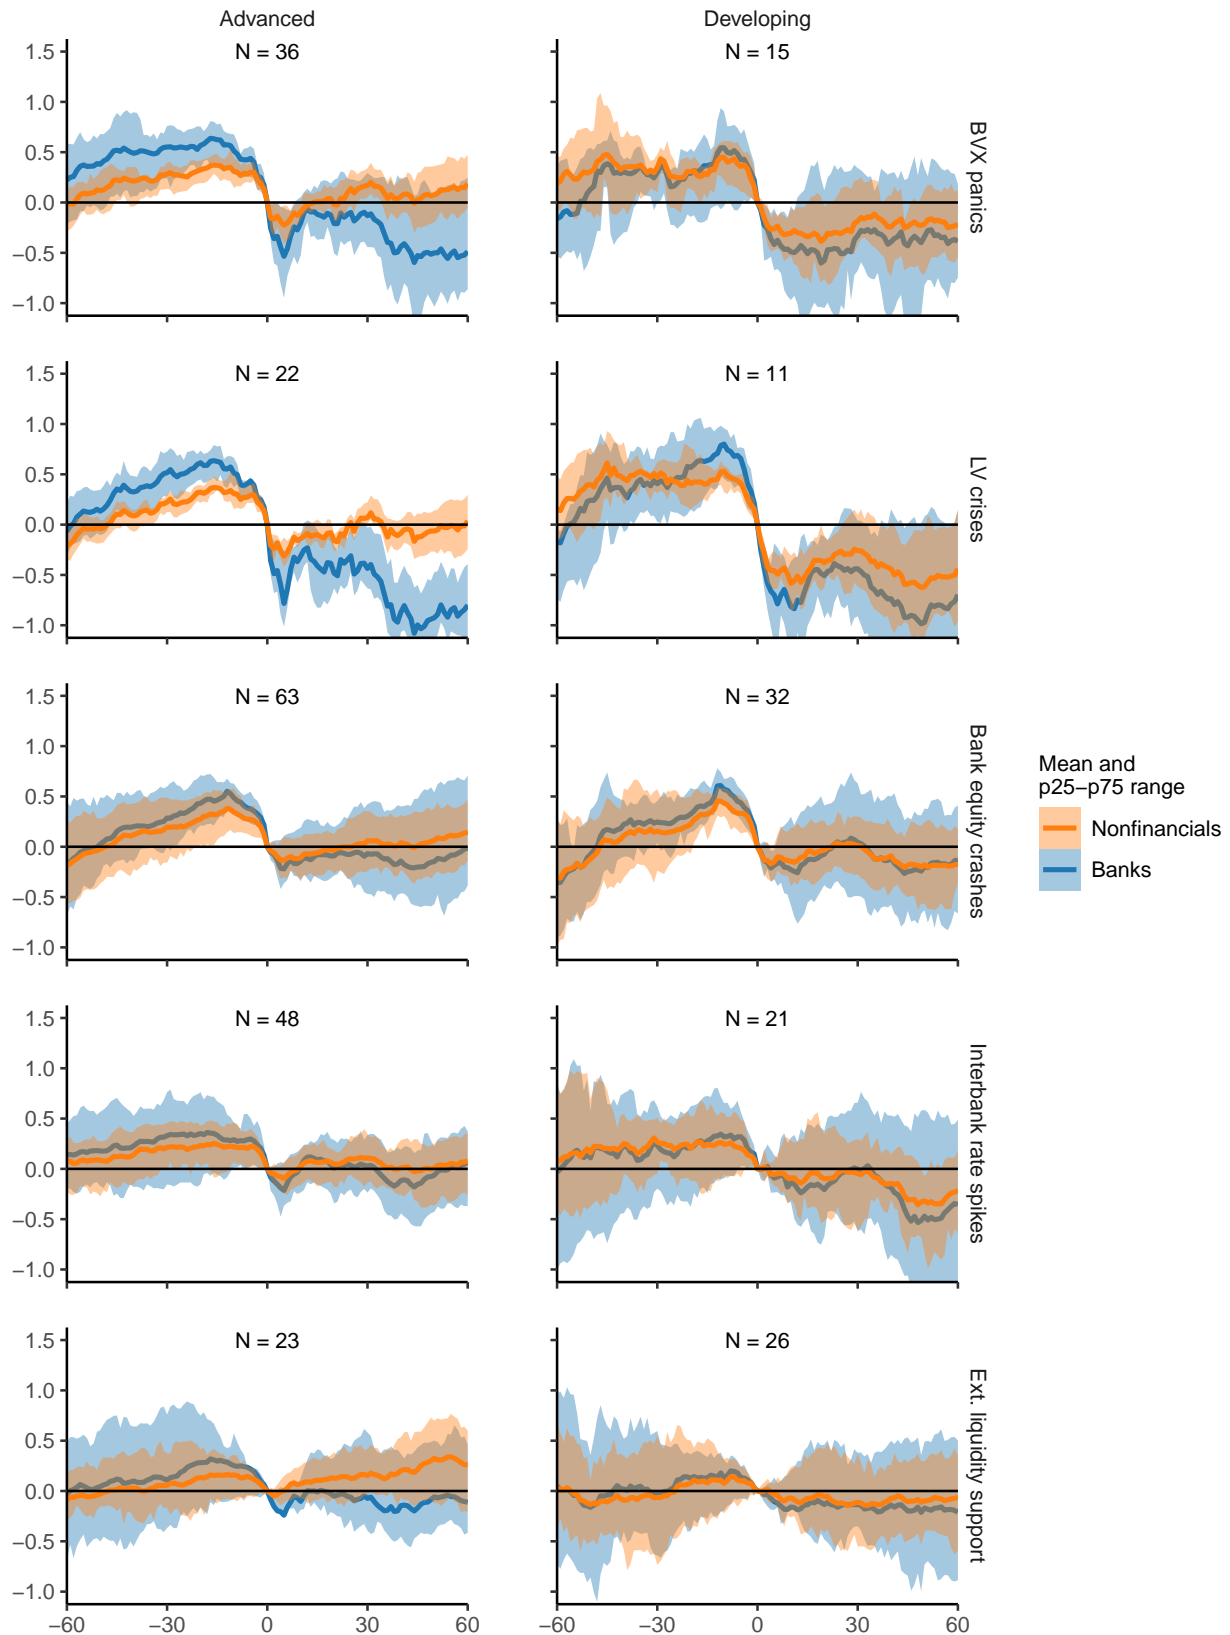 Advanced
Developing
N = 36
N = 15
1.5
1.0
0.5
0.0
−0.5
−1.0
BVX panics
N = 22
N = 11
1.5
1.0
0.5
0.0
−0.5
−1.0
LV crises
N = 63
N = 32
1.5
1.0
0.5
0.0
−0.5
−1.0
Bank equity crashes
N = 48
N = 21
1.5
1.0
0.5
0.0
−0.5
−1.0
Interbank rate spikes
N = 23
N = 26
1.5
1.0
0.5
0.0
−0.5
−1.0
Ext. liquidity support
−60 −30 0 30 60
−60 −30 0 30 60
Mean and
p25−p75 range
Nonfinancials
Banks